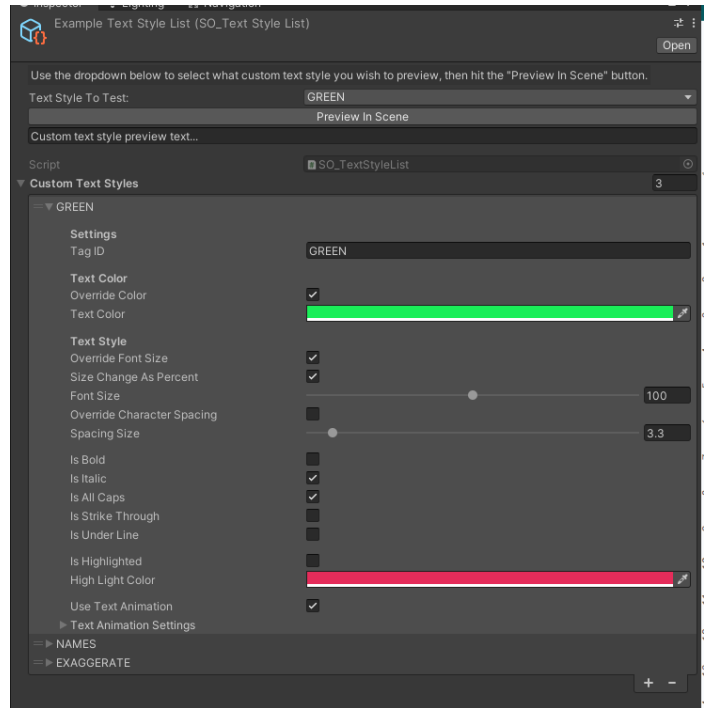 Inspector Lighting Navigation
Example Text Style List (SO_Text Style List)
Open
Use the dropdown below to select what custom text style you wish to preview, then hit the "Preview In Scene" button.
Text Style To Test: GREEN
Preview In Scene
Custom text style preview text...
Script SO_TextStyleList
Custom Text Styles 3
GREEN
Settings
Tag ID GREEN
Text Color
Override Color
Text Color
Text Style
Override Font Size
Size Change As Percent
Font Size 100
Override Character Spacing
Spacing Size 3.3
Is Bold
Is Italic
Is All Caps
Is Strike Through
Is Under Line
Is Highlighted
High Light Color
Use Text Animation
Text Animation Settings
NAMES
EXAGGERATE
+ -